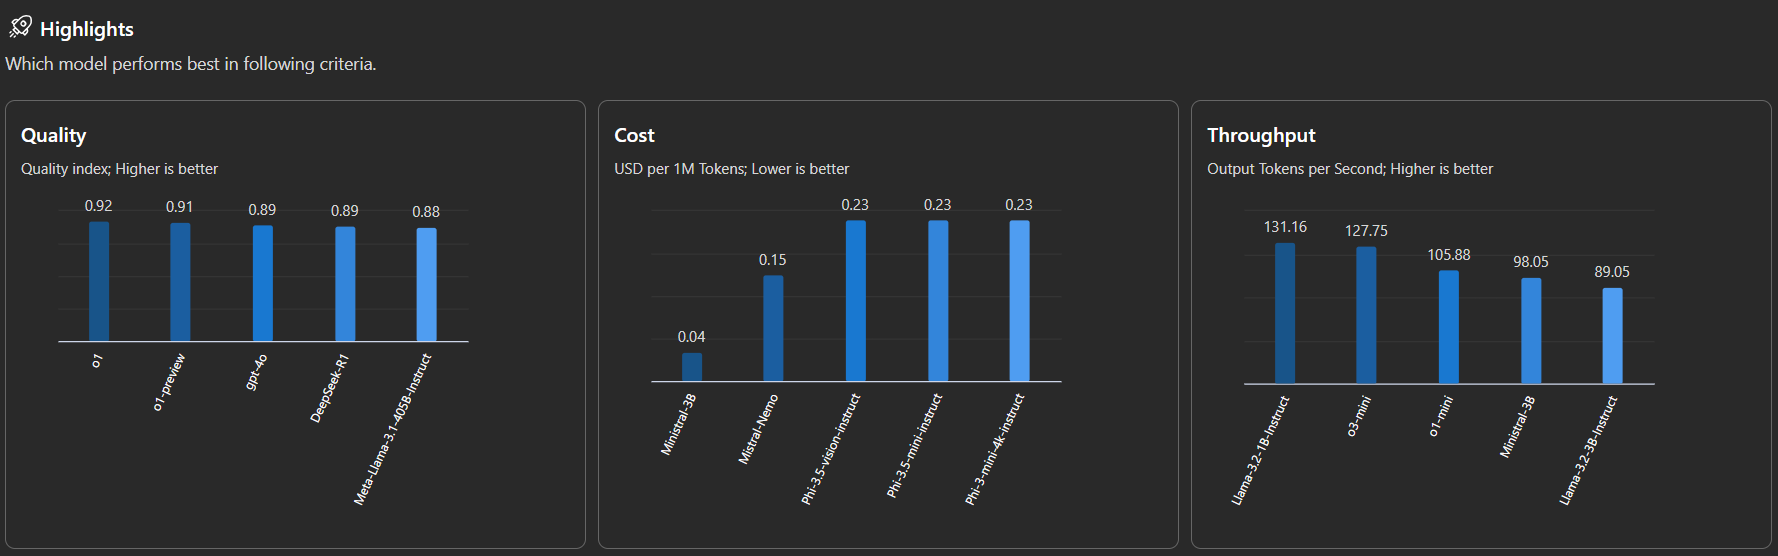 Highlights
Which model performs best in following criteria.
Quality
Quality index; Higher is better
0.92
0.91
0.89
0.89
0.88
o1
o1-preview
gpt-4o
DeepSeek-R1
Meta-Llama-3.1-405B-Instruct
Cost
USD per 1M Tokens; Lower is better
0.04
0.15
0.23
0.23
0.23
Ministral-3B
Mistral-Nemo
Phi-3.5-vision-instruct
Phi-3.5-mini-instruct
Phi-3-mini-4k-instruct
Throughput
Output Tokens per Second; Higher is better
131.16
127.75
105.88
98.05
89.05
Llama-3.2-1B-Instruct
o3-mini
o1-mini
Ministral-3B
Llama-3.2-3B-Instruct